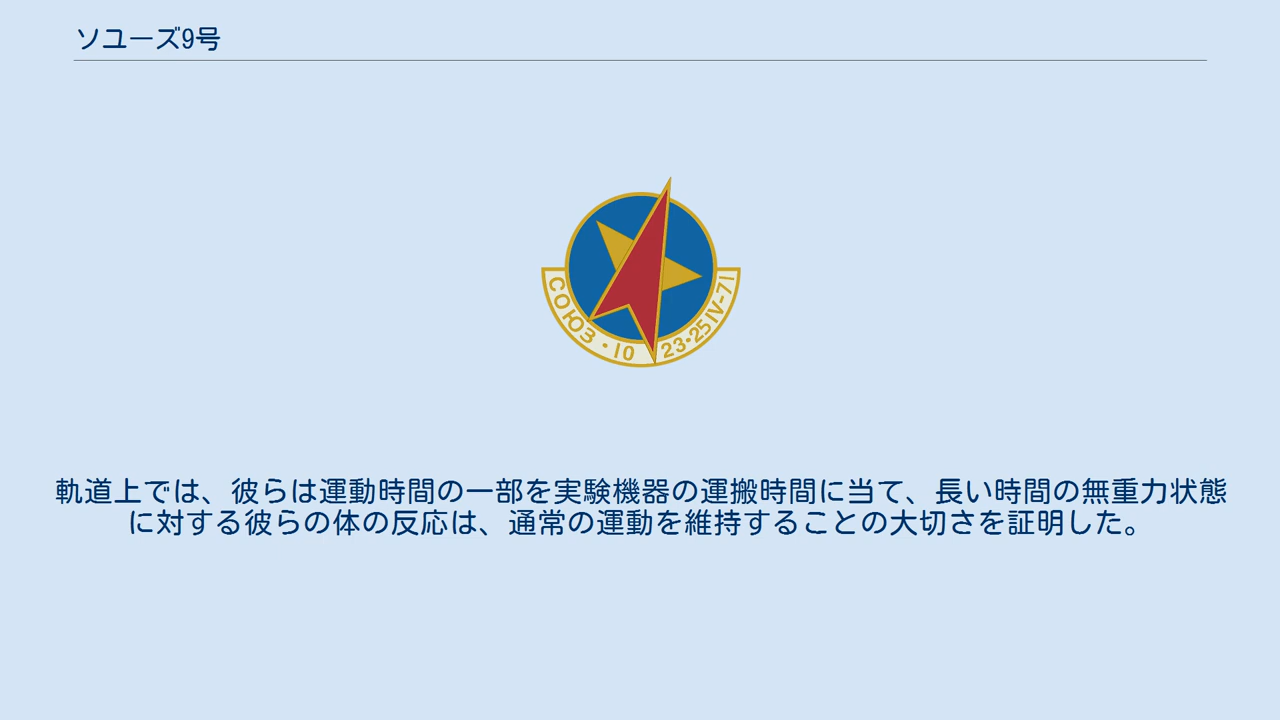 ソユーズ9号
СОЮЗ · 10 23·25IV-71
軌道上では、彼らは運動時間の一部を実験機器の運搬時間に当て、長い時間の無重力状態
に対する彼らの体の反応は、通常の運動を維持することの大切さを証明した。